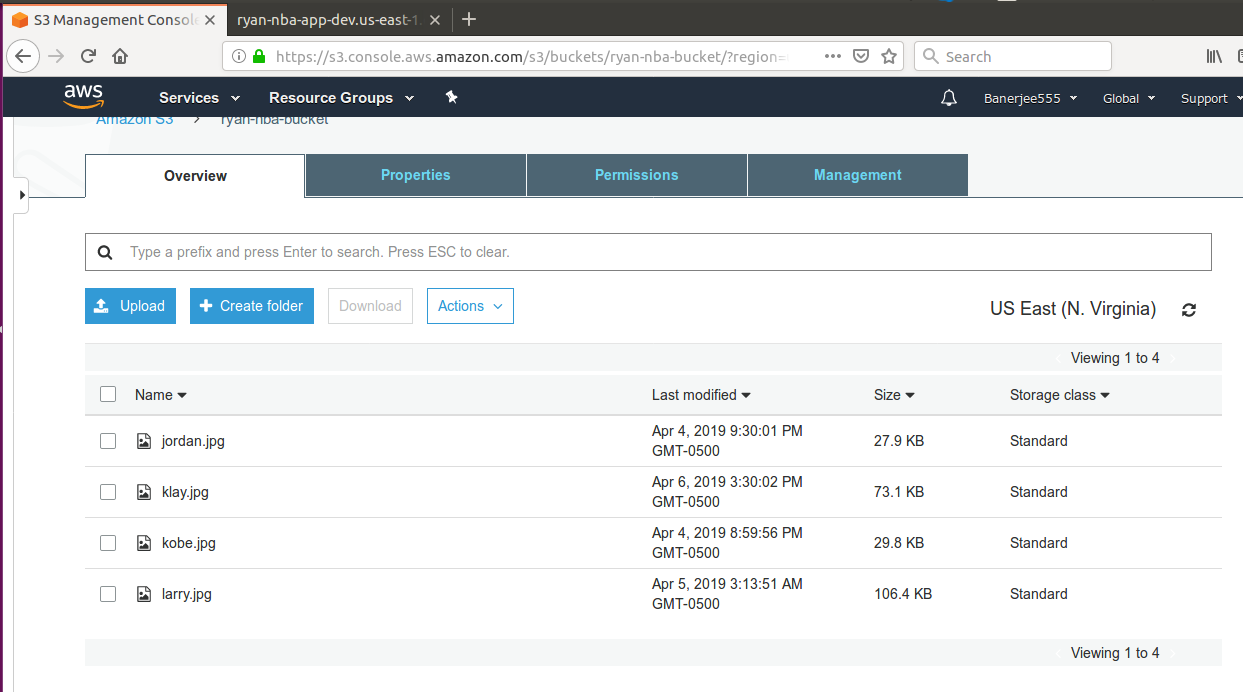 S3 Management Consol
ryan-nba-app-dev.us-east-1.
https://s3.console.aws.amazon.com/s3/buckets/ryan-nba-bucket/?region=
Search
aws
Services
Resource Groups
Banerjee555
Global
Support
Amazon S3
ryan-nba-bucket
Overview
Properties
Permissions
Management
Type a prefix and press Enter to search. Press ESC to clear.
Upload
Create folder
Download
Actions
US East (N. Virginia)
Viewing 1 to 4
Name
Last modified
Size
Storage class
jordan.jpg
Apr 4, 2019 9:30:01 PM
GMT-0500
27.9 KB
Standard
klay.jpg
Apr 6, 2019 3:30:02 PM
GMT-0500
73.1 KB
Standard
kobe.jpg
Apr 4, 2019 8:59:56 PM
GMT-0500
29.8 KB
Standard
larry.jpg
Apr 5, 2019 3:13:51 AM
GMT-0500
106.4 KB
Standard
Viewing 1 to 4